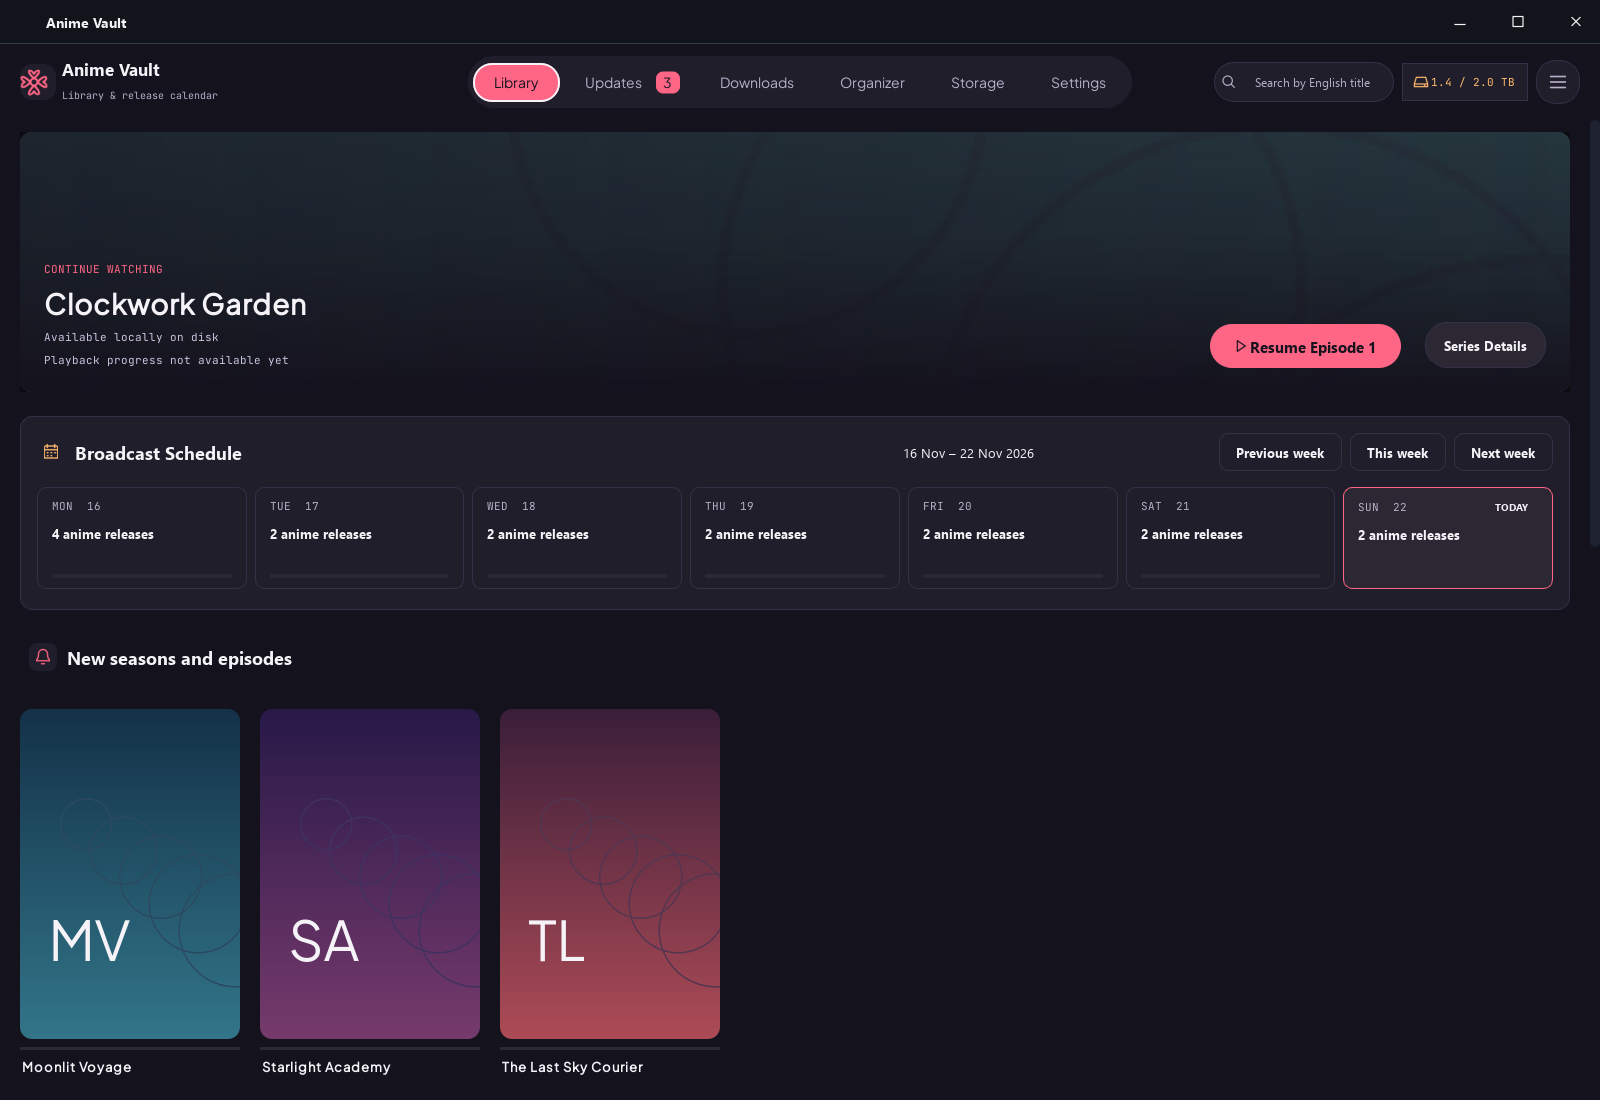 Anime Vault
Anime Vault
Library & release calendar
Library
Updates 3
Downloads
Organizer
Storage
Settings
Search by English title
1.4 / 2.0 TB
CONTINUE WATCHING
Clockwork Garden
Available locally on disk
Playback progress not available yet
Resume Episode 1
Series Details
Broadcast Schedule
16 Nov – 22 Nov 2026
Previous week
This week
Next week
MON 16
4 anime releases
TUE 17
2 anime releases
WED 18
2 anime releases
THU 19
2 anime releases
FRI 20
2 anime releases
SAT 21
2 anime releases
SUN 22 TODAY
2 anime releases
New seasons and episodes
MV
Moonlit Voyage
SA
Starlight Academy
TL
The Last Sky Courier